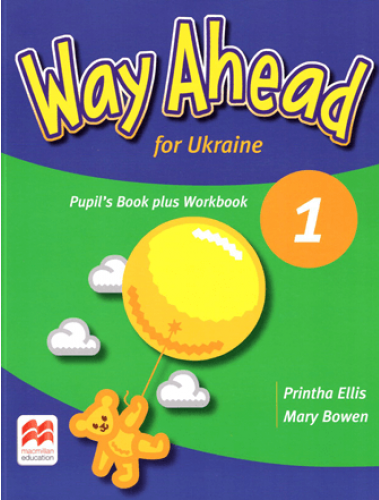 Way Ahead
for Ukraine
Pupil's Book plus Workbook
1
Printha Ellis
Mary Bowen
macmillan
education